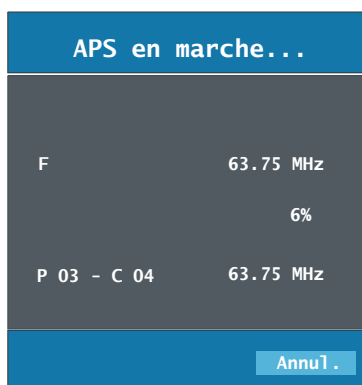 APS en marche...
F 63.75 MHz
6%
P 03 - C 04 63.75 MHz
Annul.